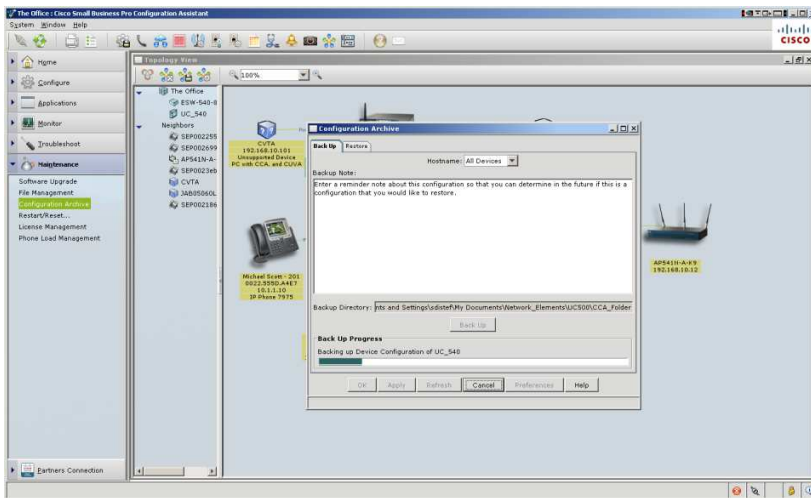 The Office : Cisco Small Business Pro Configuration Assistant
System Window Help
CISCO
Home
Configure
Applications
Monitor
Troubleshoot
Maintenance
Software Upgrade
File Management
Configuration Archive
Restart/Reset...
License Management
Phone Load Management
Partners Connection
Topology View
100%
The Office
ESW-540-8
UC_540
Neighbors
SEP002255
SEP002699
AP541N-A-
SEP0023eb
CVTA
JAB05060L
SEP002186
CVTA
192.168.10.101
Unsupported Device
PC with CCA, and CUVA
Michael Scott - 201
0022.555D.A4E7
10.1.1.10
IP Phone 7975
AP541N-A-K9
192.168.10.12
Configuration Archive
Back Up Restore
Hostname: All Devices
Backup Note:
Enter a reminder note about this configuration so that you can determine in the future if this is a
configuration that you would like to restore.
Backup Directory: nts and Settings\sdistef\My Documents\Network_Elements\UC500\CCA_Folder
Back Up
Back Up Progress
Backing up Device Configuration of UC_540
OK Apply Refresh Cancel Preferences Help